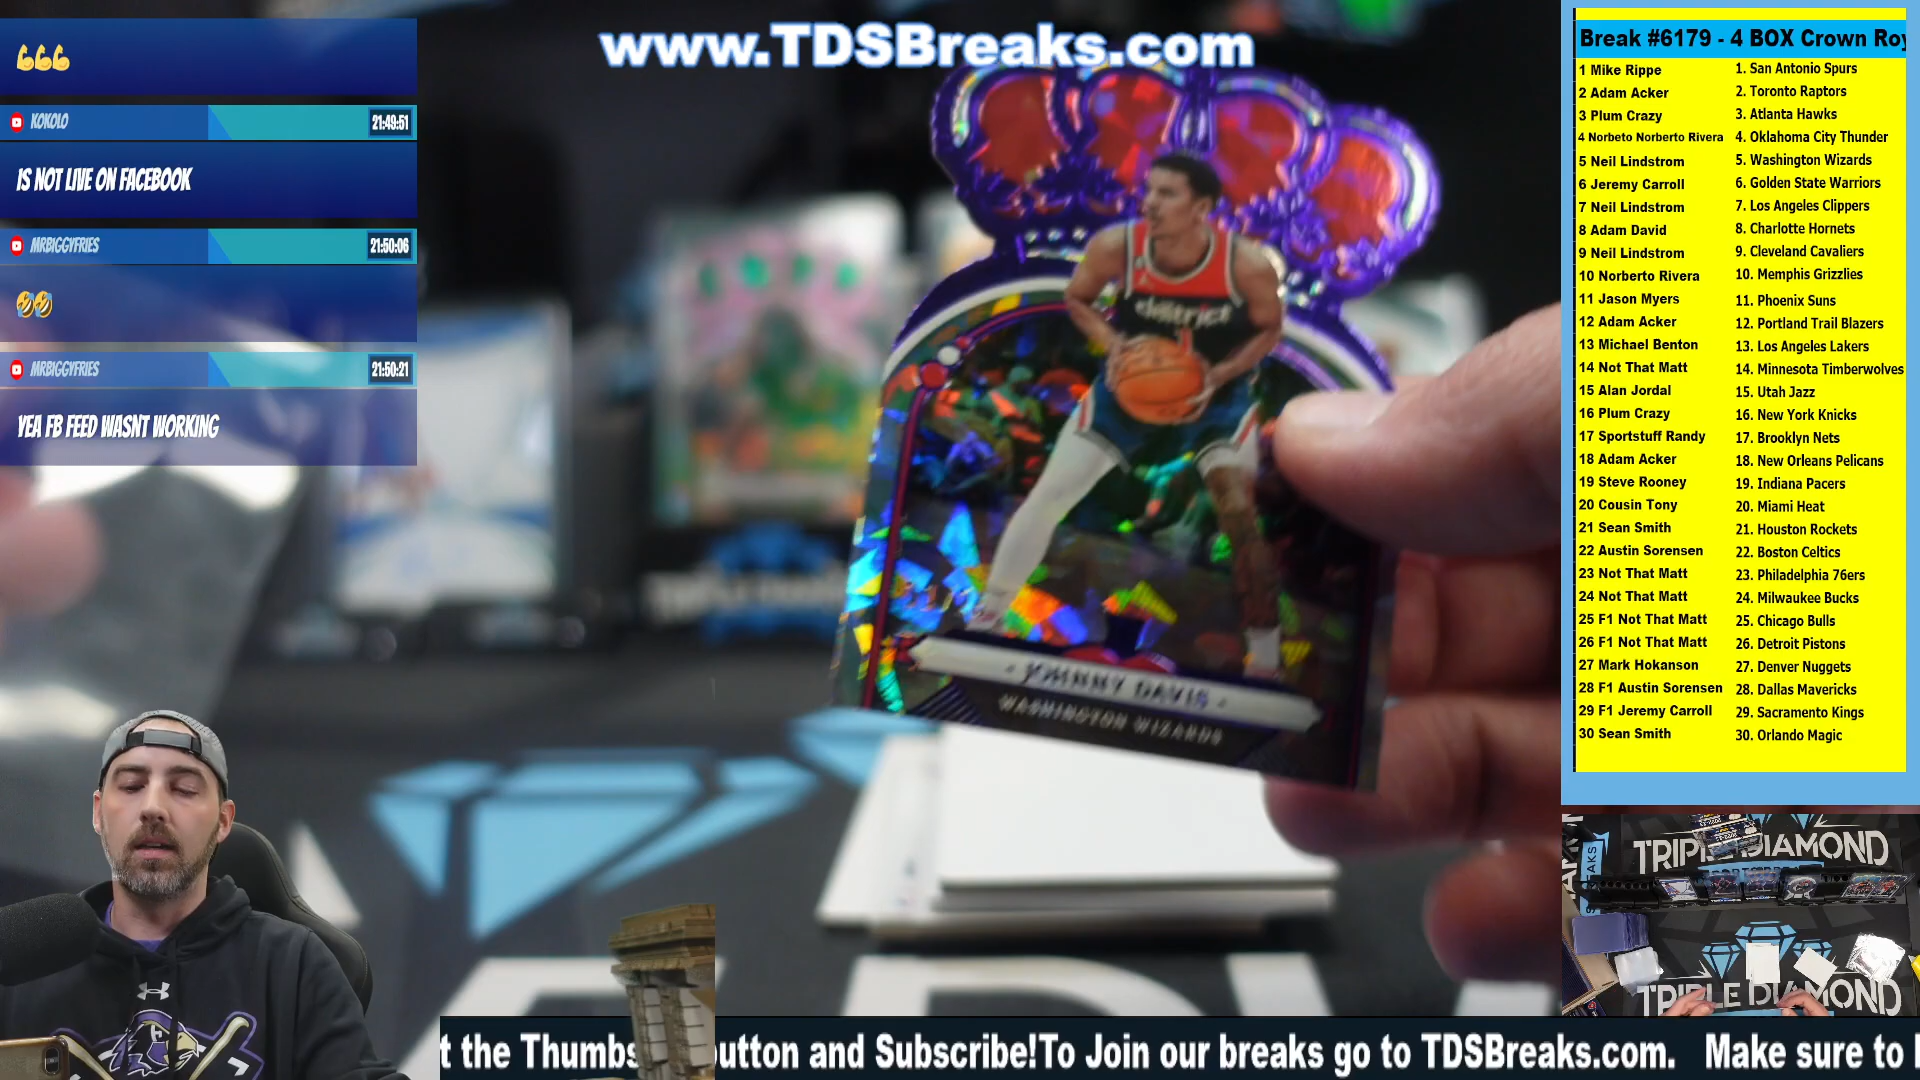 www.TDSBreaks.com
KOKOLO
21:49:51
IS NOT LIVE ON FACEBOOK
MRBIGGYFRIES
21:50:06
MRBIGGYFRIES
21:50:21
YEA FB FEED WASNT WORKING
district
- JOHNNY DAVIS -
WASHINGTON WIZARDS
Break #6179 - 4 BOX Crown Roy
1 Mike Rippe 1. San Antonio Spurs
2 Adam Acker 2. Toronto Raptors
3 Plum Crazy 3. Atlanta Hawks
4 Norbeto Norberto Rivera 4. Oklahoma City Thunder
5 Neil Lindstrom 5. Washington Wizards
6 Jeremy Carroll 6. Golden State Warriors
7 Neil Lindstrom 7. Los Angeles Clippers
8 Adam David 8. Charlotte Hornets
9 Neil Lindstrom 9. Cleveland Cavaliers
10 Norberto Rivera 10. Memphis Grizzlies
11 Jason Myers 11. Phoenix Suns
12 Adam Acker 12. Portland Trail Blazers
13 Michael Benton 13. Los Angeles Lakers
14 Not That Matt 14. Minnesota Timberwolves
15 Alan Jordal 15. Utah Jazz
16 Plum Crazy 16. New York Knicks
17 Sportstuff Randy 17. Brooklyn Nets
18 Adam Acker 18. New Orleans Pelicans
19 Steve Rooney 19. Indiana Pacers
20 Cousin Tony 20. Miami Heat
21 Sean Smith 21. Houston Rockets
22 Austin Sorensen 22. Boston Celtics
23 Not That Matt 23. Philadelphia 76ers
24 Not That Matt 24. Milwaukee Bucks
25 F1 Not That Matt 25. Chicago Bulls
26 F1 Not That Matt 26. Detroit Pistons
27 Mark Hokanson 27. Denver Nuggets
28 F1 Austin Sorensen 28. Dallas Mavericks
29 F1 Jeremy Carroll 29. Sacramento Kings
30 Sean Smith 30. Orlando Magic
TRIPLE DIAMOND
TRIPLE DIAMOND
t the Thumbs utton and Subscribe!To Join our breaks go to TDSBreaks.com. Make sure to